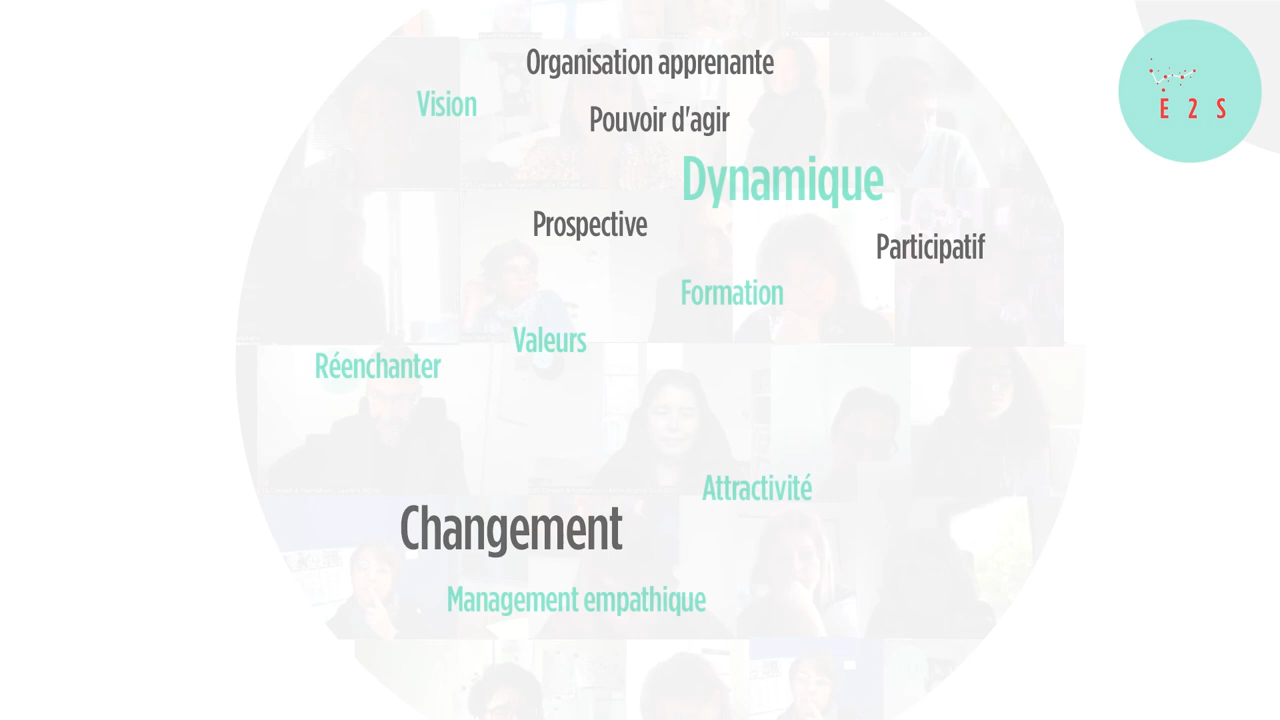 Organisation apprenante
Vision
Pouvoir d'agir
Dynamique
Prospective
Participatif
Formation
Valeurs
Réenchanter
Attractivité
Changement
Management empathique
E 2 S